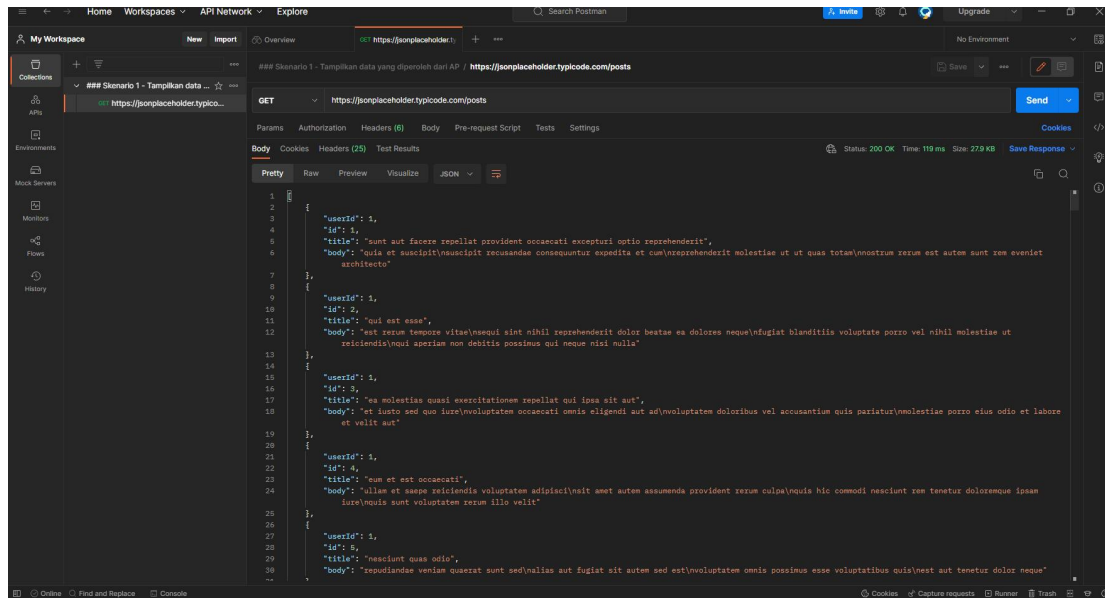 Home Workspaces API Network Explore Search Postman Invite Upgrade
My Workspace New Import Overview GET https://jsonplaceholder.ty No Environment
Collections
APIs
Environments
Mock Servers
Monitors
Flows
History
### Skenario 1 - Tampilkan data ...
GET https://jsonplaceholder.typico...
### Skenario 1 - Tampilkan data yang diperoleh dari AP / https://jsonplaceholder.typicode.com/posts Save
GET https://jsonplaceholder.typicode.com/posts Send
Params Authorization Headers (6) Body Pre-request Script Tests Settings Cookies
Body Cookies Headers (25) Test Results Status: 200 OK Time: 119 ms Size: 27.9 KB Save Response
Pretty Raw Preview Visualize JSON
1 [
2 {
3 "userId": 1,
4 "id": 1,
5 "title": "sunt aut facere repellat provident occaecati excepturi optio reprehenderit",
6 "body": "quia et suscipit\nsuscipit recusandae consequuntur expedita et cum\nreprehenderit molestiae ut ut quas totam\nnostrum rerum est autem sunt rem eveniet
architecto"
7 },
8 {
9 "userId": 1,
10 "id": 2,
11 "title": "qui est esse",
12 "body": "est rerum tempore vitae\nsequi sint nihil reprehenderit dolor beatae ea dolores neque\nfugiat blanditiis voluptate porro vel nihil molestiae ut
reiciendis\nqui aperiam non debitis possimus qui neque nisi nulla"
13 },
14 {
15 "userId": 1,
16 "id": 3,
17 "title": "ea molestias quasi exercitationem repellat qui ipsa sit aut",
18 "body": "et iusto sed quo iure\nvoluptatem occaecati omnis eligendi aut ad\nvoluptatem doloribus vel accusantium quis pariatur\nmolestiae porro eius odio et labore
et velit aut"
19 },
20 {
21 "userId": 1,
22 "id": 4,
23 "title": "eum et est occaecati",
24 "body": "ullam et saepe reiciendis voluptatem adipisci\nsit amet autem assumenda provident rerum culpa\nquis hic commodi nesciunt rem tenetur doloremque ipsam
iure\nquis sunt voluptatem rerum illo velit"
25 },
26 {
27 "userId": 1,
28 "id": 5,
29 "title": "nesciunt quas odio",
30 "body": "repudiandae veniam quaerat sunt sed\nalias aut fugiat sit autem sed est\nvoluptatem omnis possimus esse voluptatibus quis\nest aut tenetur dolor neque"
Online Find and Replace Console Cookies Capture requests Runner Trash